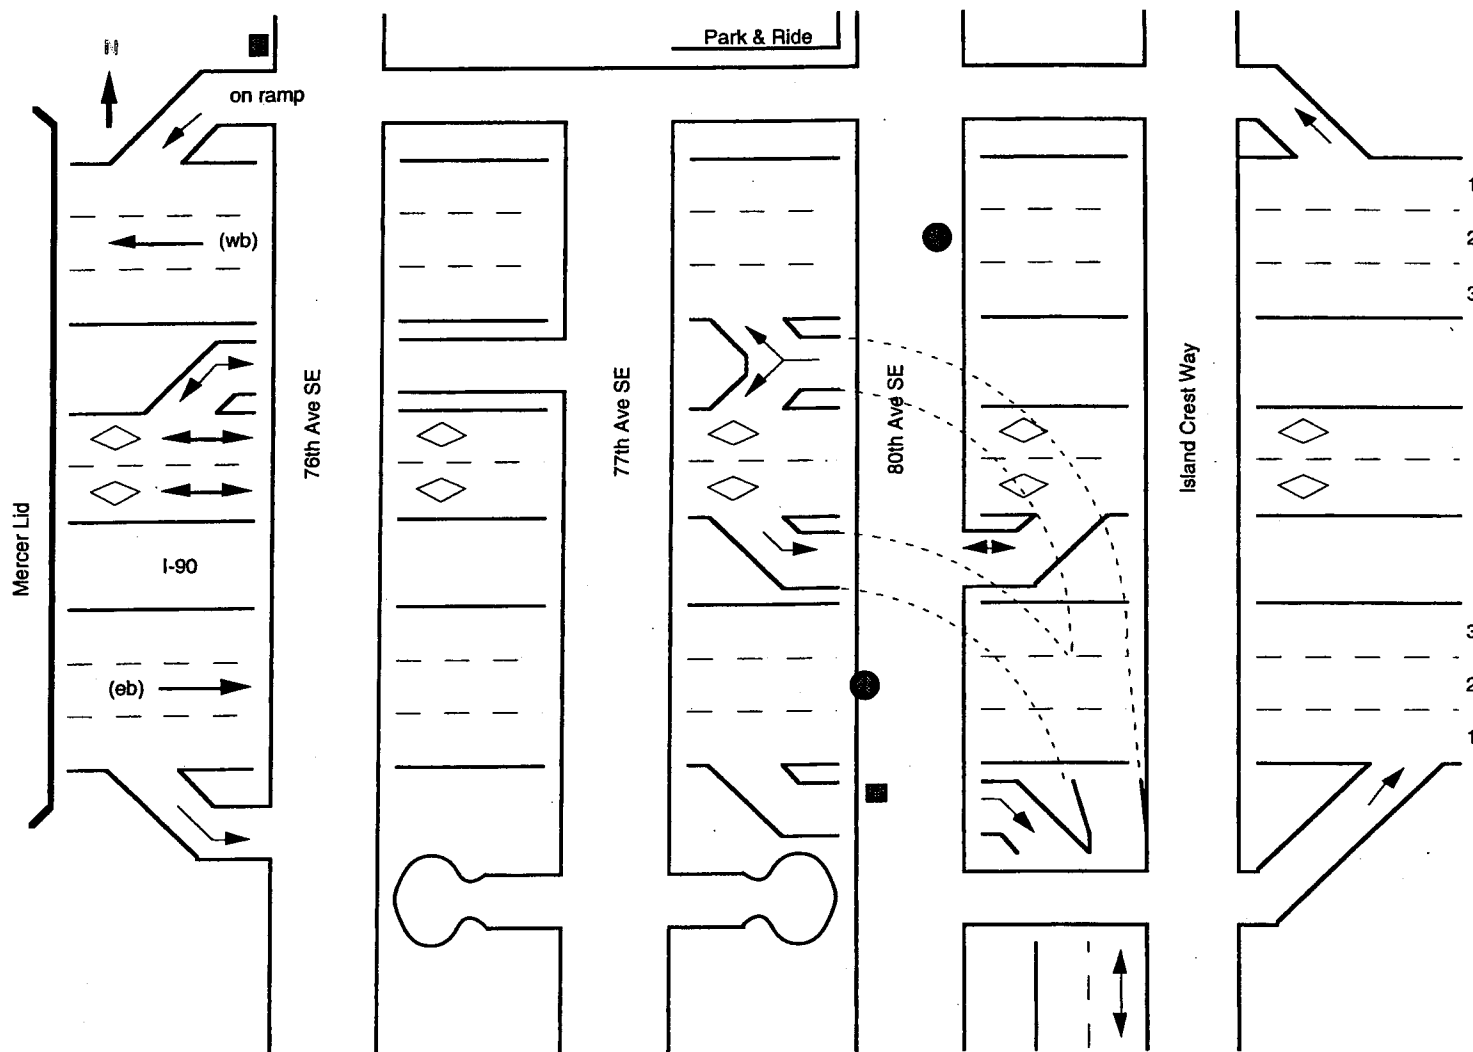 Park & Ride
N
on ramp
1
(wb)
2
3
76th Ave SE
77th Ave SE
80th Ave SE
Island Crest Way
Mercer Lid
I-90
3
(eb)
2
1